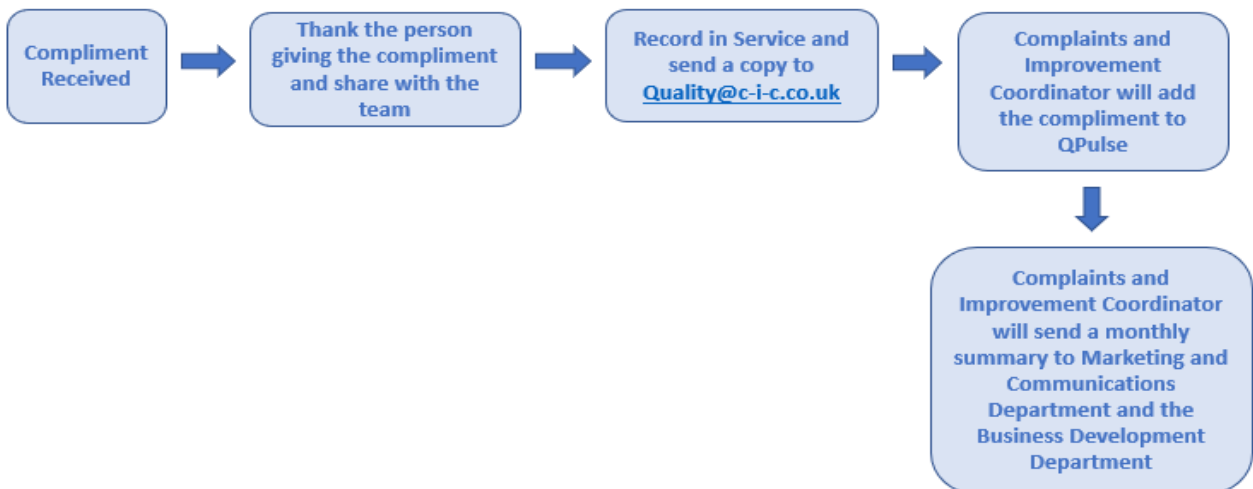 Compliment
Received
Thank the person
giving the compliment
and share with the
team
Record in Service and
send a copy to
Quality@c-i-c.co.uk
Complaints and
Improvement
Coordinator will add
the compliment to
QPulse
Complaints and
Improvement Coordinator
will send a monthly
summary to Marketing and
Communications
Department and the
Business Development
Department